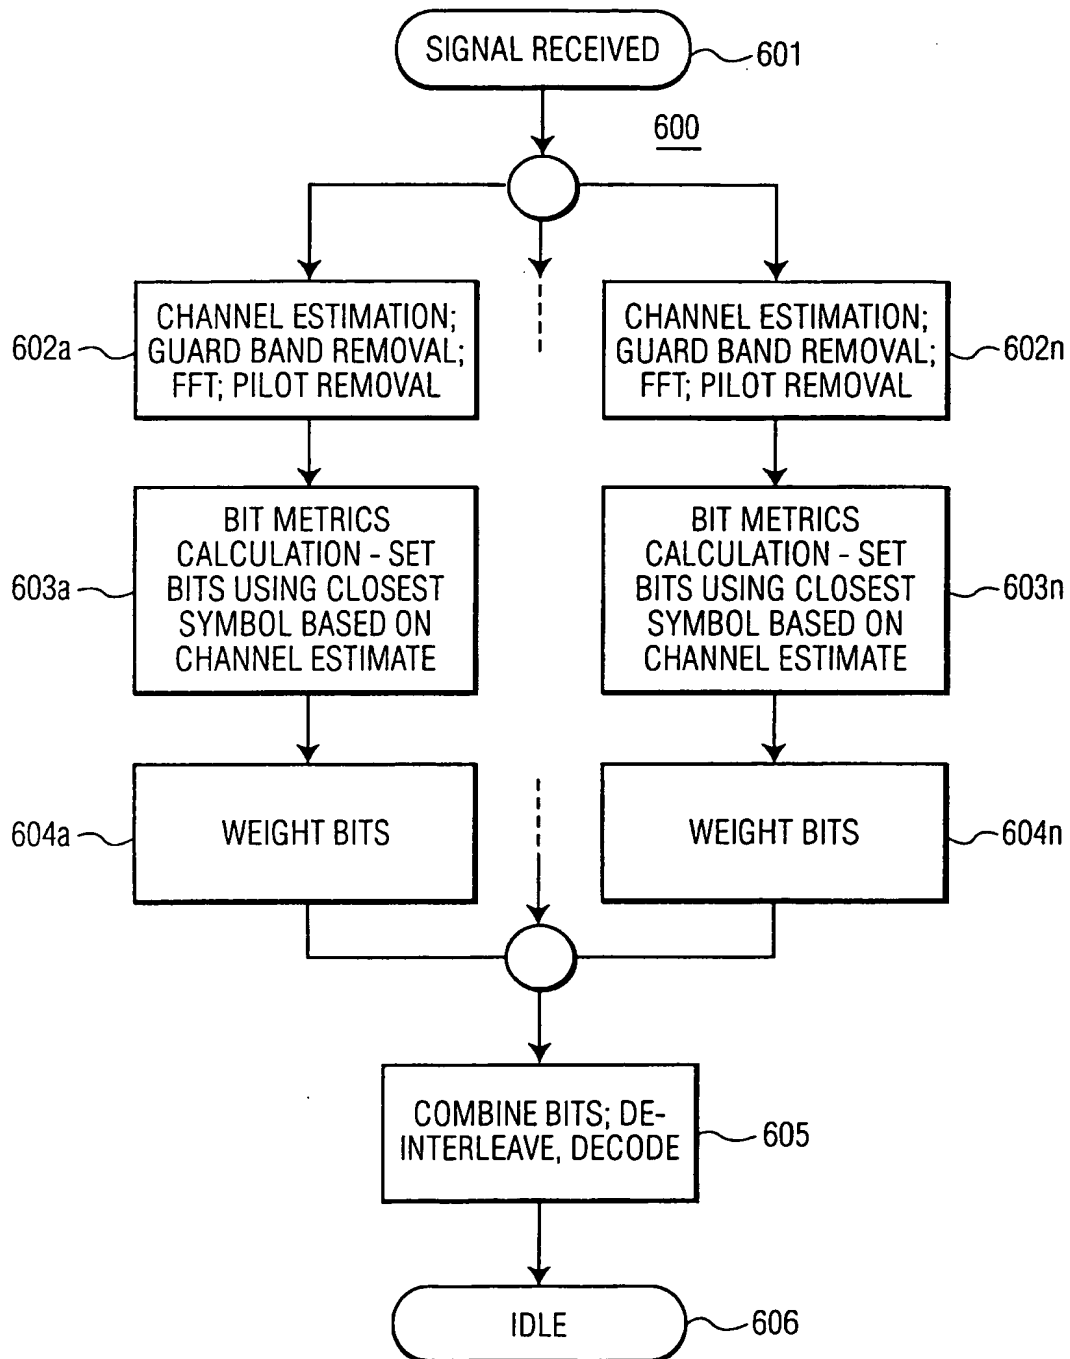 SIGNAL RECEIVED
601
600
602a
CHANNEL ESTIMATION;
GUARD BAND REMOVAL;
FFT; PILOT REMOVAL
CHANNEL ESTIMATION;
GUARD BAND REMOVAL;
FFT; PILOT REMOVAL
602n
603a
BIT METRICS
CALCULATION - SET
BITS USING CLOSEST
SYMBOL BASED ON
CHANNEL ESTIMATE
BIT METRICS
CALCULATION - SET
BITS USING CLOSEST
SYMBOL BASED ON
CHANNEL ESTIMATE
603n
604a
WEIGHT BITS
WEIGHT BITS
604n
COMBINE BITS; DE-
INTERLEAVE, DECODE
605
IDLE
606